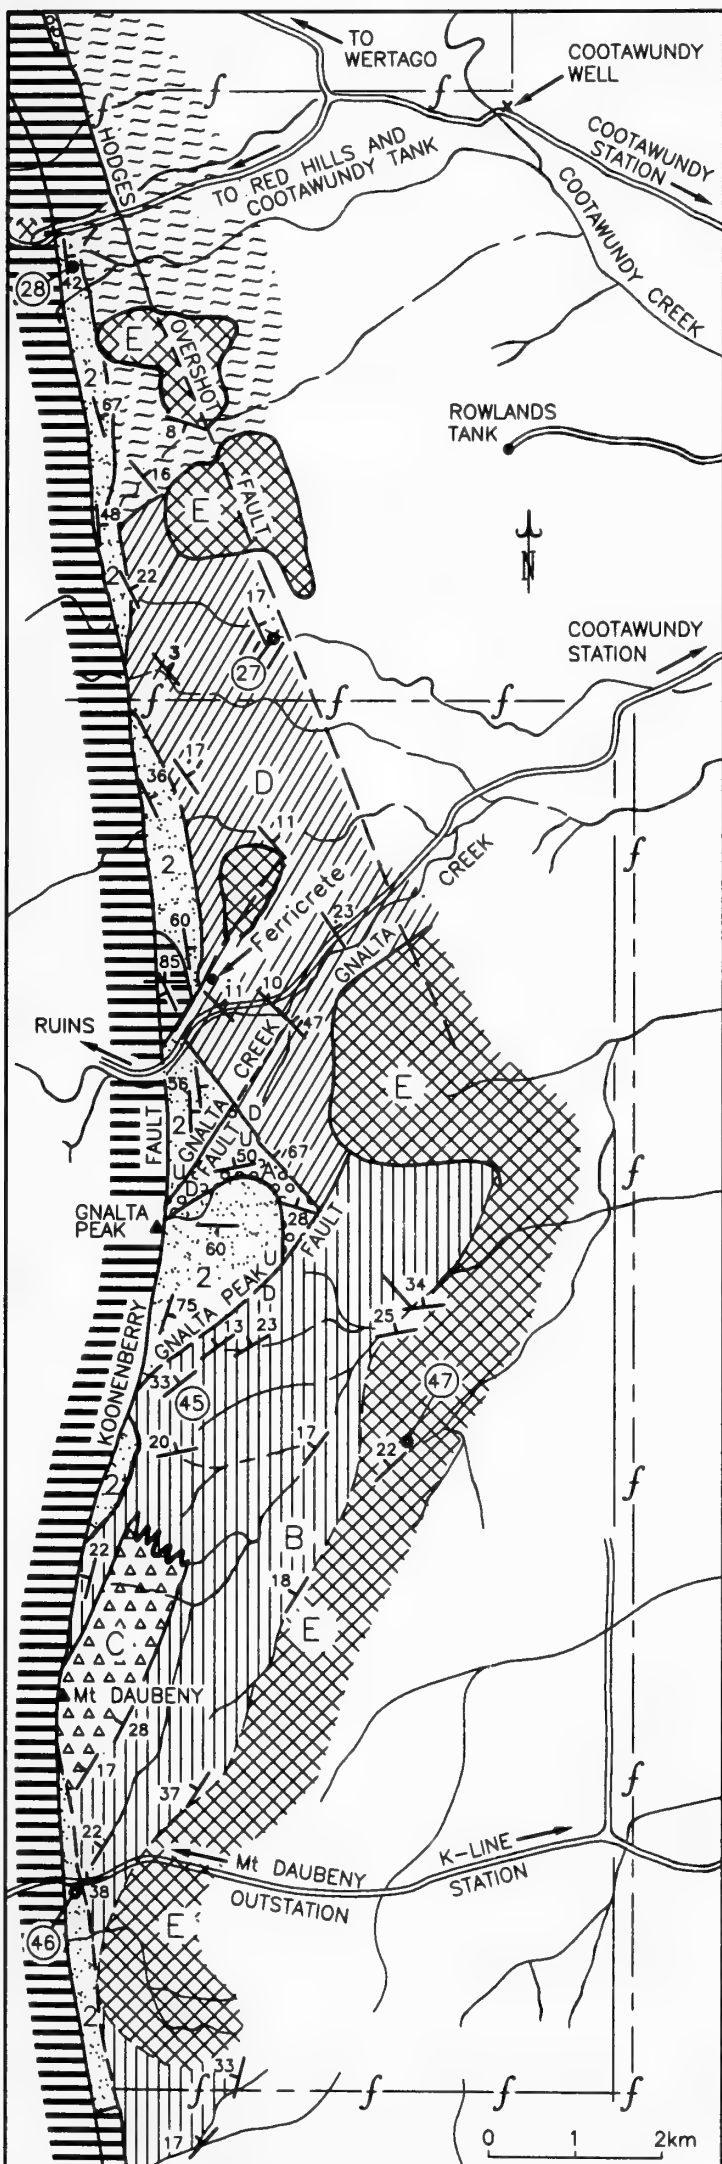 TO
WERTAGO
COOTAWUNDY
WELL
f
f
f
COOTAWUNDY
STATION
HODGES
TO RED HILLS AND
COOTAWUNDY TANK
COOTAWUNDY CREEK
28
42
E
OVERSHOT
2
67
8
ROWLANDS
TANK
16
E
FAULT
48
2
22
N
17
COOTAWUNDY
STATION
3
27
f
f
f
17
36
D
11
f
2
CREEK
Ferricrete
23
60
GNALTA
85
11
10
47
RUINS
CREEK
E
56
GNALTA
D
2
FAULT
FAULT
U
67
50
A
f
U
D
28
GNALTA
PEAK
FAULT
60
U
2
GNALTA PEAK
D
34
75
13
23
25
KOONENBERRY
33
45
47
20
17
22
2
f
B
22
18
C
E
Mt DAUBENY
28
17
f
37
22
K-LINE
STATION
Mt DAUBENY
OUTSTATION
38
E
46
2
33
f
f
f
f
17
0 1 2km